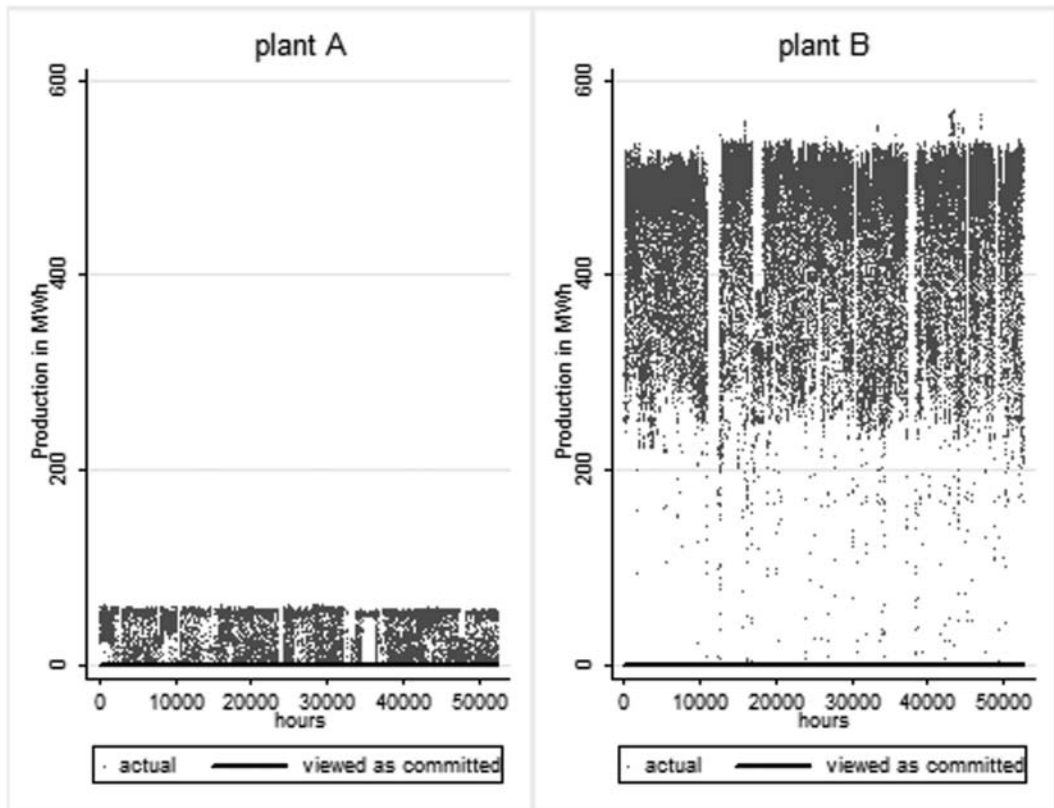 plant A
600
400
200
0
Production in MWh
0 10000 20000 30000 40000 50000
hours
actual viewed as committed
plant B
600
400
200
0
Production in MWh
0 10000 20000 30000 40000 50000
hours
actual viewed as committed